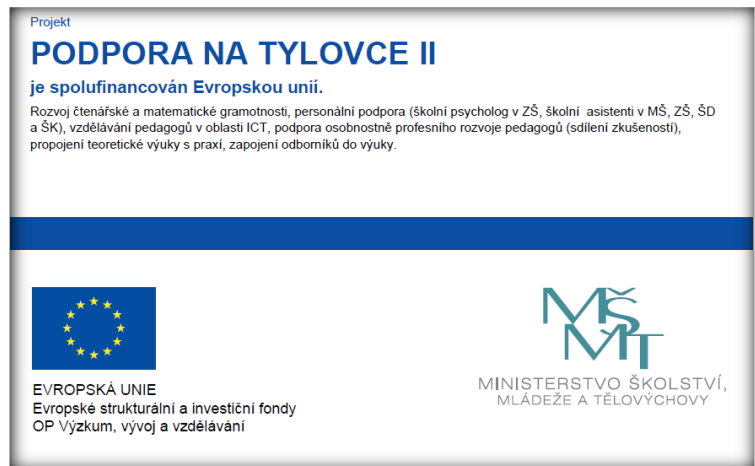 Projekt
PODPORA NA TYLOVCE II
je spolufinancován Evropskou unií.
Rozvoj čtenářské a matematické gramotnosti, personální podpora (školní psycholog v ZŠ, školní  asistenti v MŠ, ZŠ, ŠD
a ŠK), vzdělávání pedagogů v oblasti ICT, podpora osobnostně profesního rozvoje pedagogů (sdílení zkušeností),
propojení teoretické výuky s praxí, zapojení odborníků do výuky.
EVROPSKÁ UNIE
Evropské strukturální a investiční fondy
OP Výzkum, vývoj a vzdělávání
MŠ
MT
MINISTERSTVO ŠKOLSTVÍ,
MLÁDEŽE A TĚLOVÝCHOVY